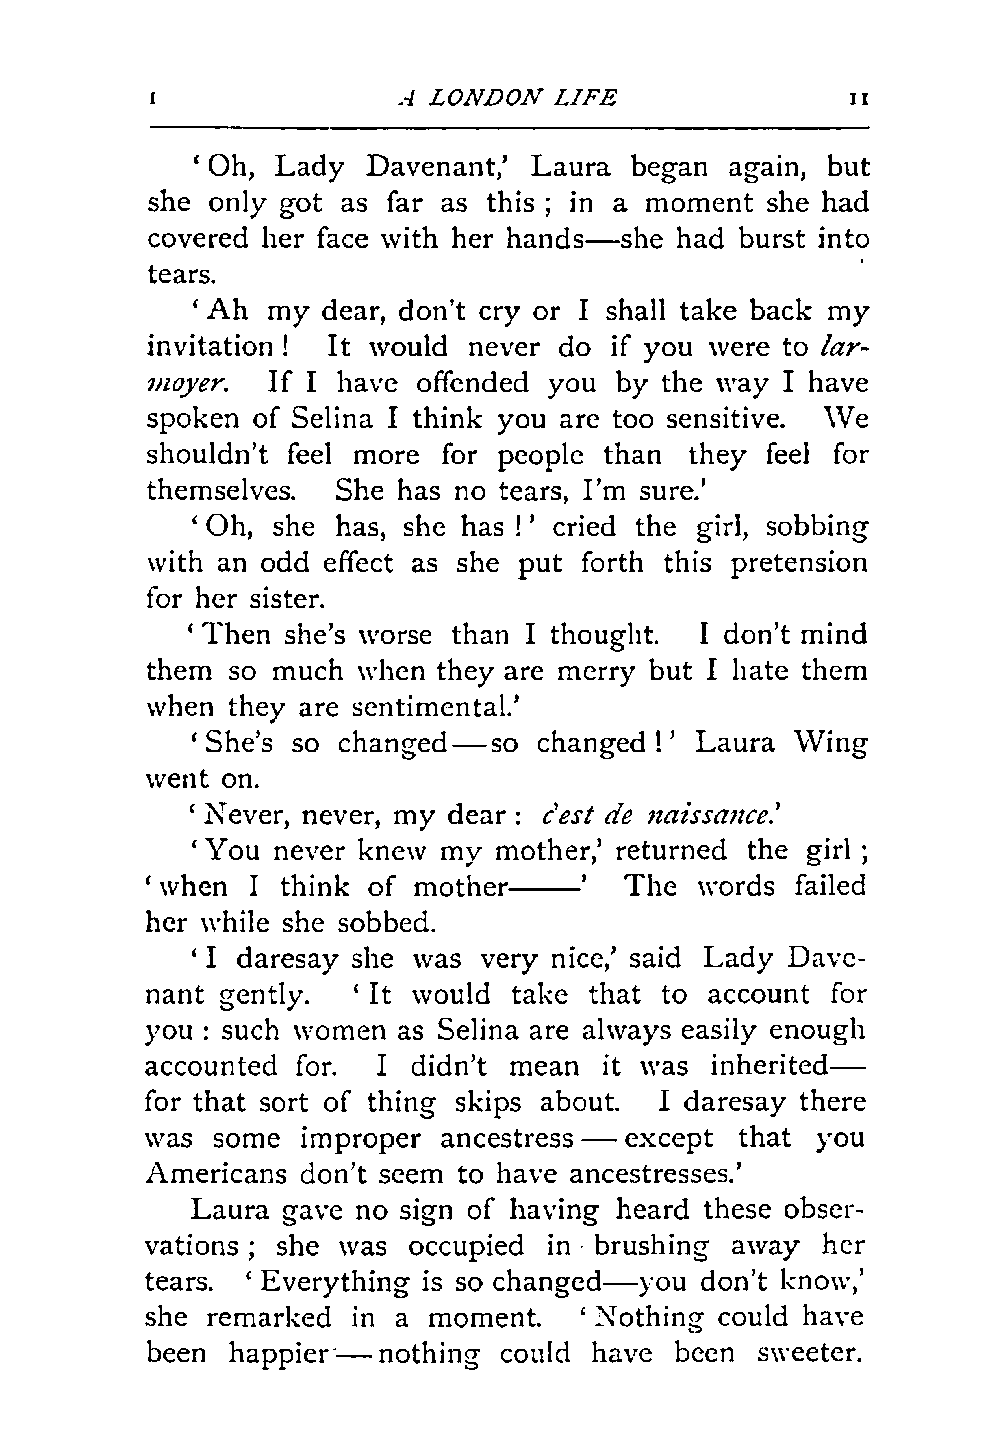 I A LONDON LIFE 11
‘Oh, Lady Davenant,’ Laura began again, but
she only got as far as this ; in a moment she had
covered her face with her hands—she had burst into
tears.
‘Ah my dear, don’t cry or I shall take back my
invitation ! It would never do if you were to lar-
moyer. If I have offended you by the way I have
spoken of Selina I think you are too sensitive. We
shouldn’t feel more for people than they feel for
themselves. She has no tears, I’m sure.’
‘Oh, she has, she has !’ cried the girl, sobbing
with an odd effect as she put forth this pretension
for her sister.
‘Then she’s worse than I thought. I don’t mind
them so much when they are merry but I hate them
when they are sentimental.’
‘She’s so changed—so changed !’ Laura Wing
went on.
‘Never, never, my dear : c’est de naissance.’
‘You never knew my mother,’ returned the girl ;
‘when I think of mother——’ The words failed
her while she sobbed.
‘I daresay she was very nice,’ said Lady Dave-
nant gently. ‘It would take that to account for
you : such women as Selina are always easily enough
accounted for. I didn’t mean it was inherited—
for that sort of thing skips about. I daresay there
was some improper ancestress—except that you
Americans don’t seem to have ancestresses.’
Laura gave no sign of having heard these obser-
vations ; she was occupied in brushing away her
tears. ‘Everything is so changed—you don’t know,’
she remarked in a moment. ‘Nothing could have
been happier—nothing could have been sweeter.